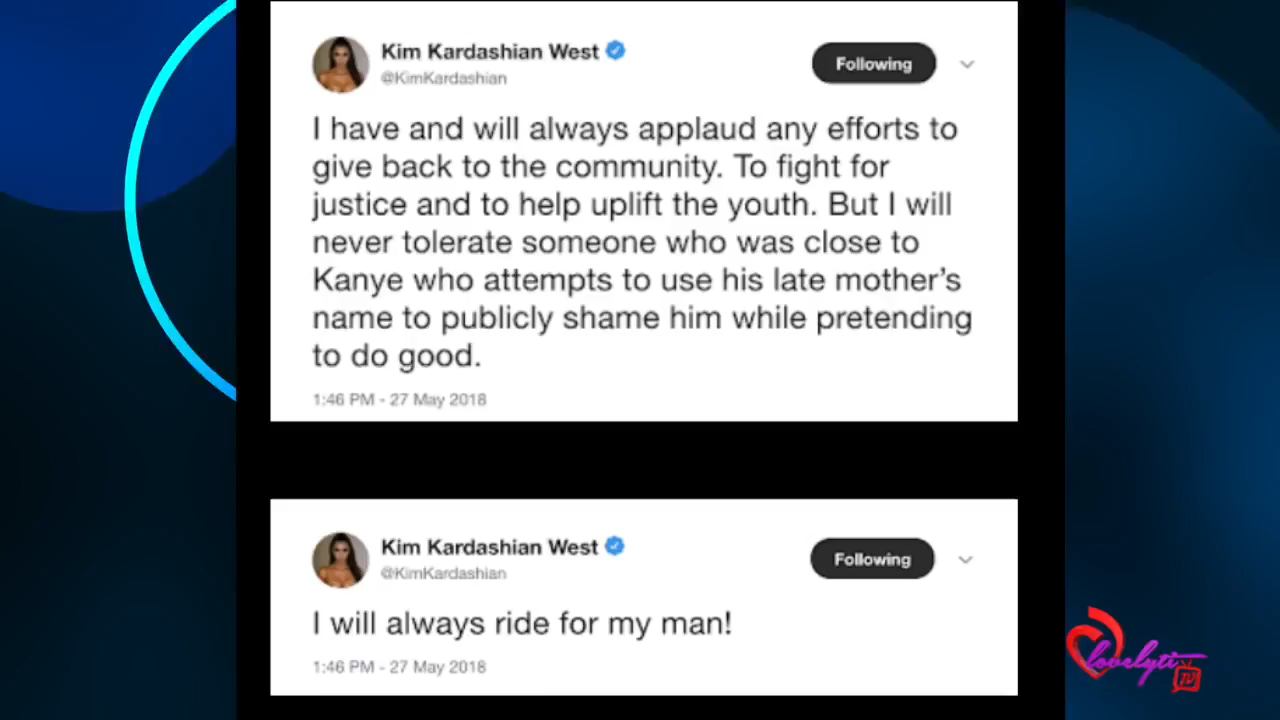 Kim Kardashian West
@KimKardashian
Following
I have and will always applaud any efforts to
give back to the community. To fight for
justice and to help uplift the youth. But I will
never tolerate someone who was close to
Kanye who attempts to use his late mother’s
name to publicly shame him while pretending
to do good.
1:46 PM - 27 May 2018
Kim Kardashian West
@KimKardashian
Following
I will always ride for my man!
1:46 PM - 27 May 2018
lovelyti
TV